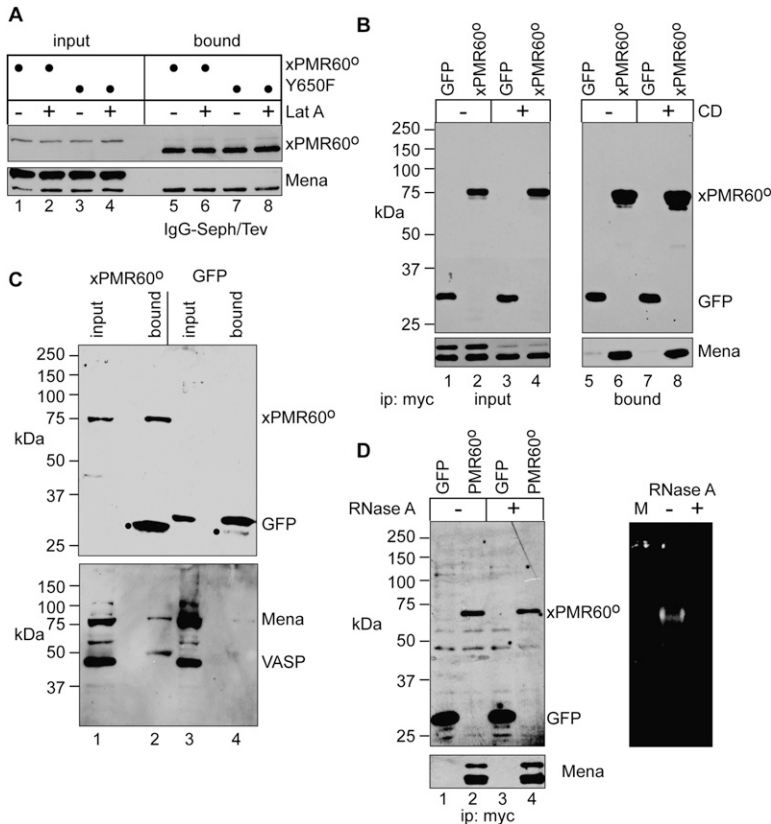 A
input bound
xPMR60º
Y650F
- + - + - + - + Lat A
xPMR60º
Mena
1 2 3 4 5 6 7 8
IgG-Seph/Tev
B
GFP xPMR60º GFP xPMR60º GFP xPMR60º GFP xPMR60º
- + - + CD
250
150
100
75
kDa
50
37
25
xPMR60º
GFP
Mena
1 2 3 4 5 6 7 8
ip: myc input bound
C
xPMR60º GFP
input bound input bound
250
150
100
75
kDa
50
37
25
xPMR60º
GFP
150
100
75
kDa
50
37
Mena
VASP
1 2 3 4
D
GFP PMR60º GFP PMR60º
RNase A - +
250
150
100
75
kDa
50
37
25
xPMR60º
GFP
Mena
1 2 3 4
ip: myc
RNase A
M - +